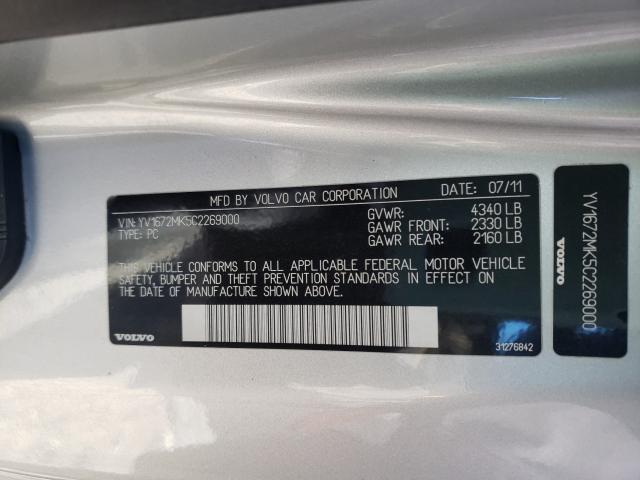 MFD BY VOLVO CAR CORPORATION DATE: 07/11
VIN: YV1672MK5C2269000
TYPE: PC
GVWR: 4340 LB
GAWR FRONT: 2330 LB
GAWR REAR: 2160 LB
THIS VEHICLE CONFORMS TO ALL APPLICABLE FEDERAL MOTOR VEHICLE
SAFETY, BUMPER AND THEFT PREVENTION STANDARDS IN EFFECT ON
THE DATE OF MANUFACTURE SHOWN ABOVE.
VOLVO
31276842
YV1672MK5C2269000
VOLVO